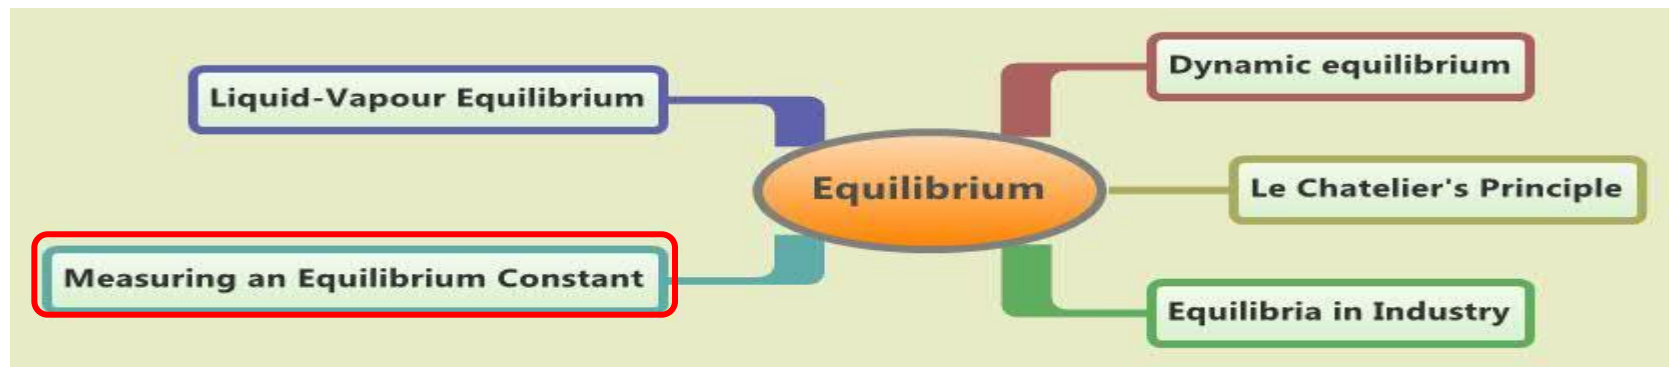 Liquid-Vapour Equilibrium
Measuring an Equilibrium Constant
Equilibrium
Dynamic equilibrium
Le Chatelier's Principle
Equilibria in Industry